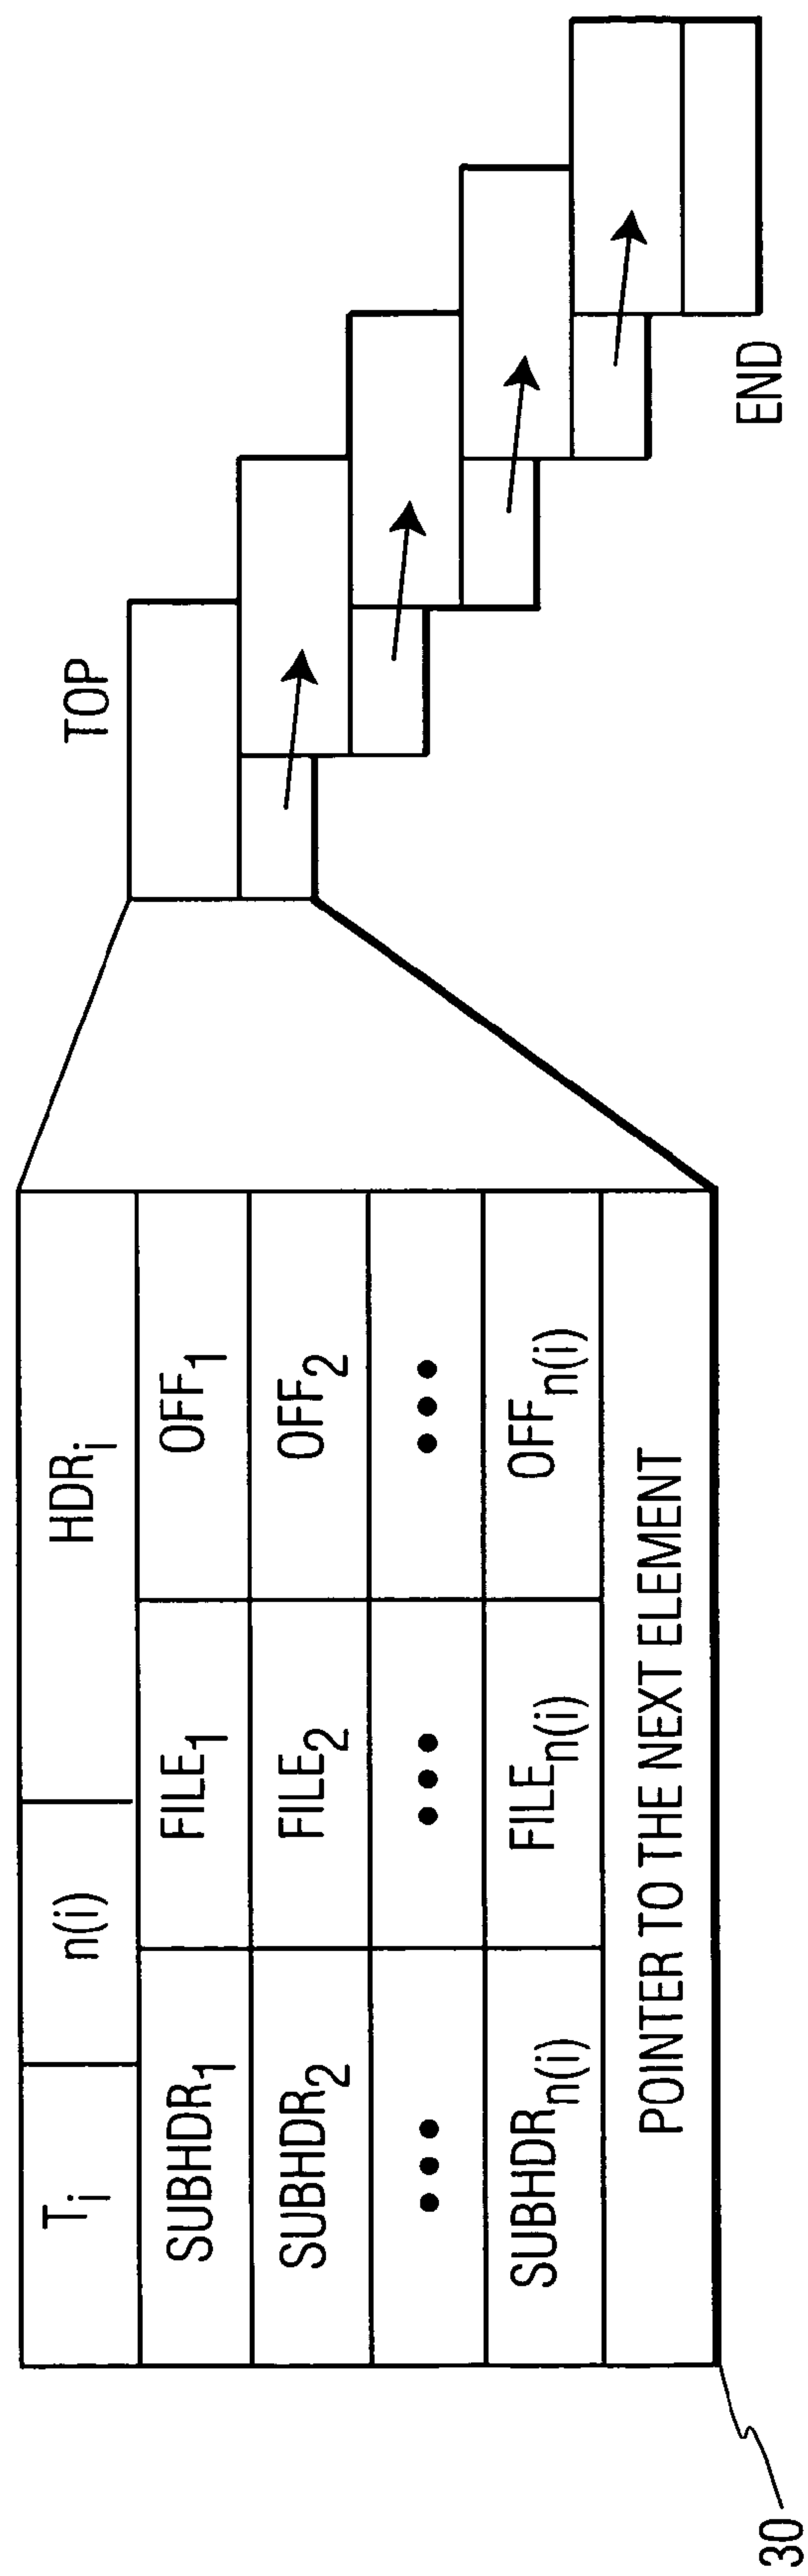 TOP
END
T_i n(i) HDR_i
SUBHDR_1 FILE_1 OFF_1
SUBHDR_2 FILE_2 OFF_2
••• ••• •••
SUBHDR_n(i) FILE_n(i) OFF_n(i)
POINTER TO THE NEXT ELEMENT
30